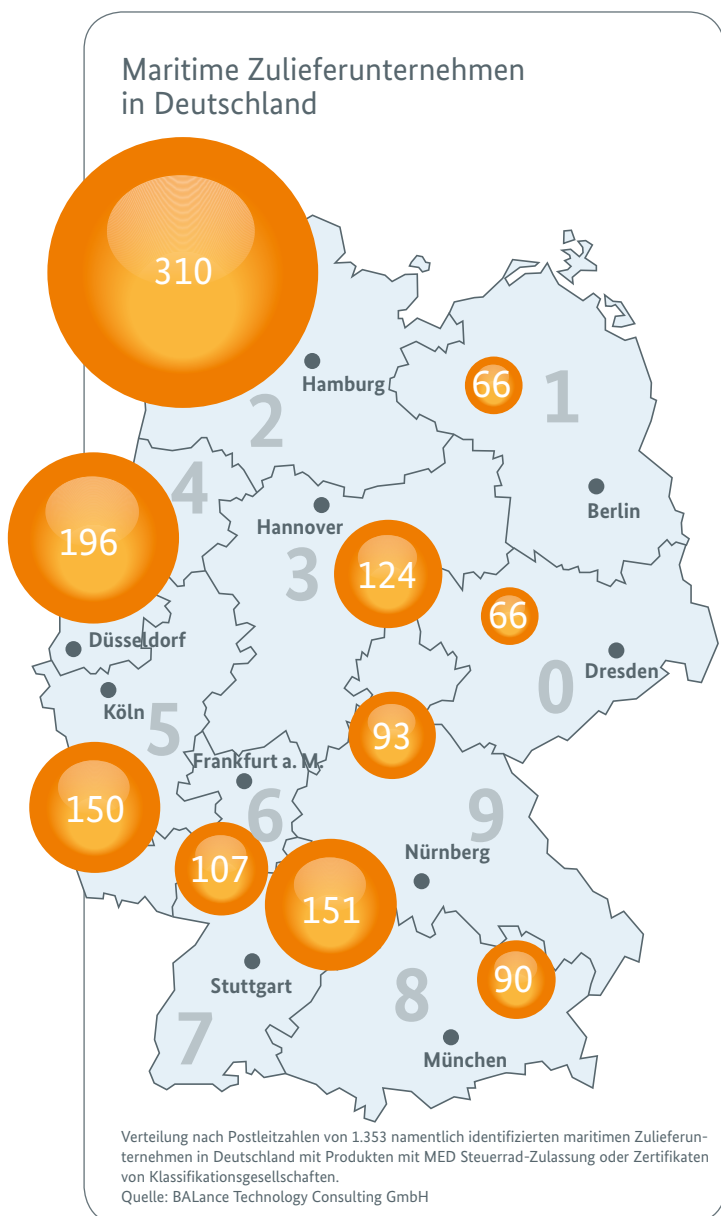 Maritime Zulieferunternehmen
in Deutschland
310
Hamburg
66
1
2
4
196
Hannover
Berlin
3
124
66
Düsseldorf
Dresden
0
Köln
5
93
Frankfurt a. M.
150
6
9
107
Nürnberg
151
Stuttgart
8
90
7
München
Verteilung nach Postleitzahlen von 1.353 namentlich identifizierten maritimen Zulieferun-
ternehmen in Deutschland mit Produkten mit MED Steuerrad-Zulassung oder Zertifikaten
von Klassifikationsgesellschaften.
Quelle: BALance Technology Consulting GmbH